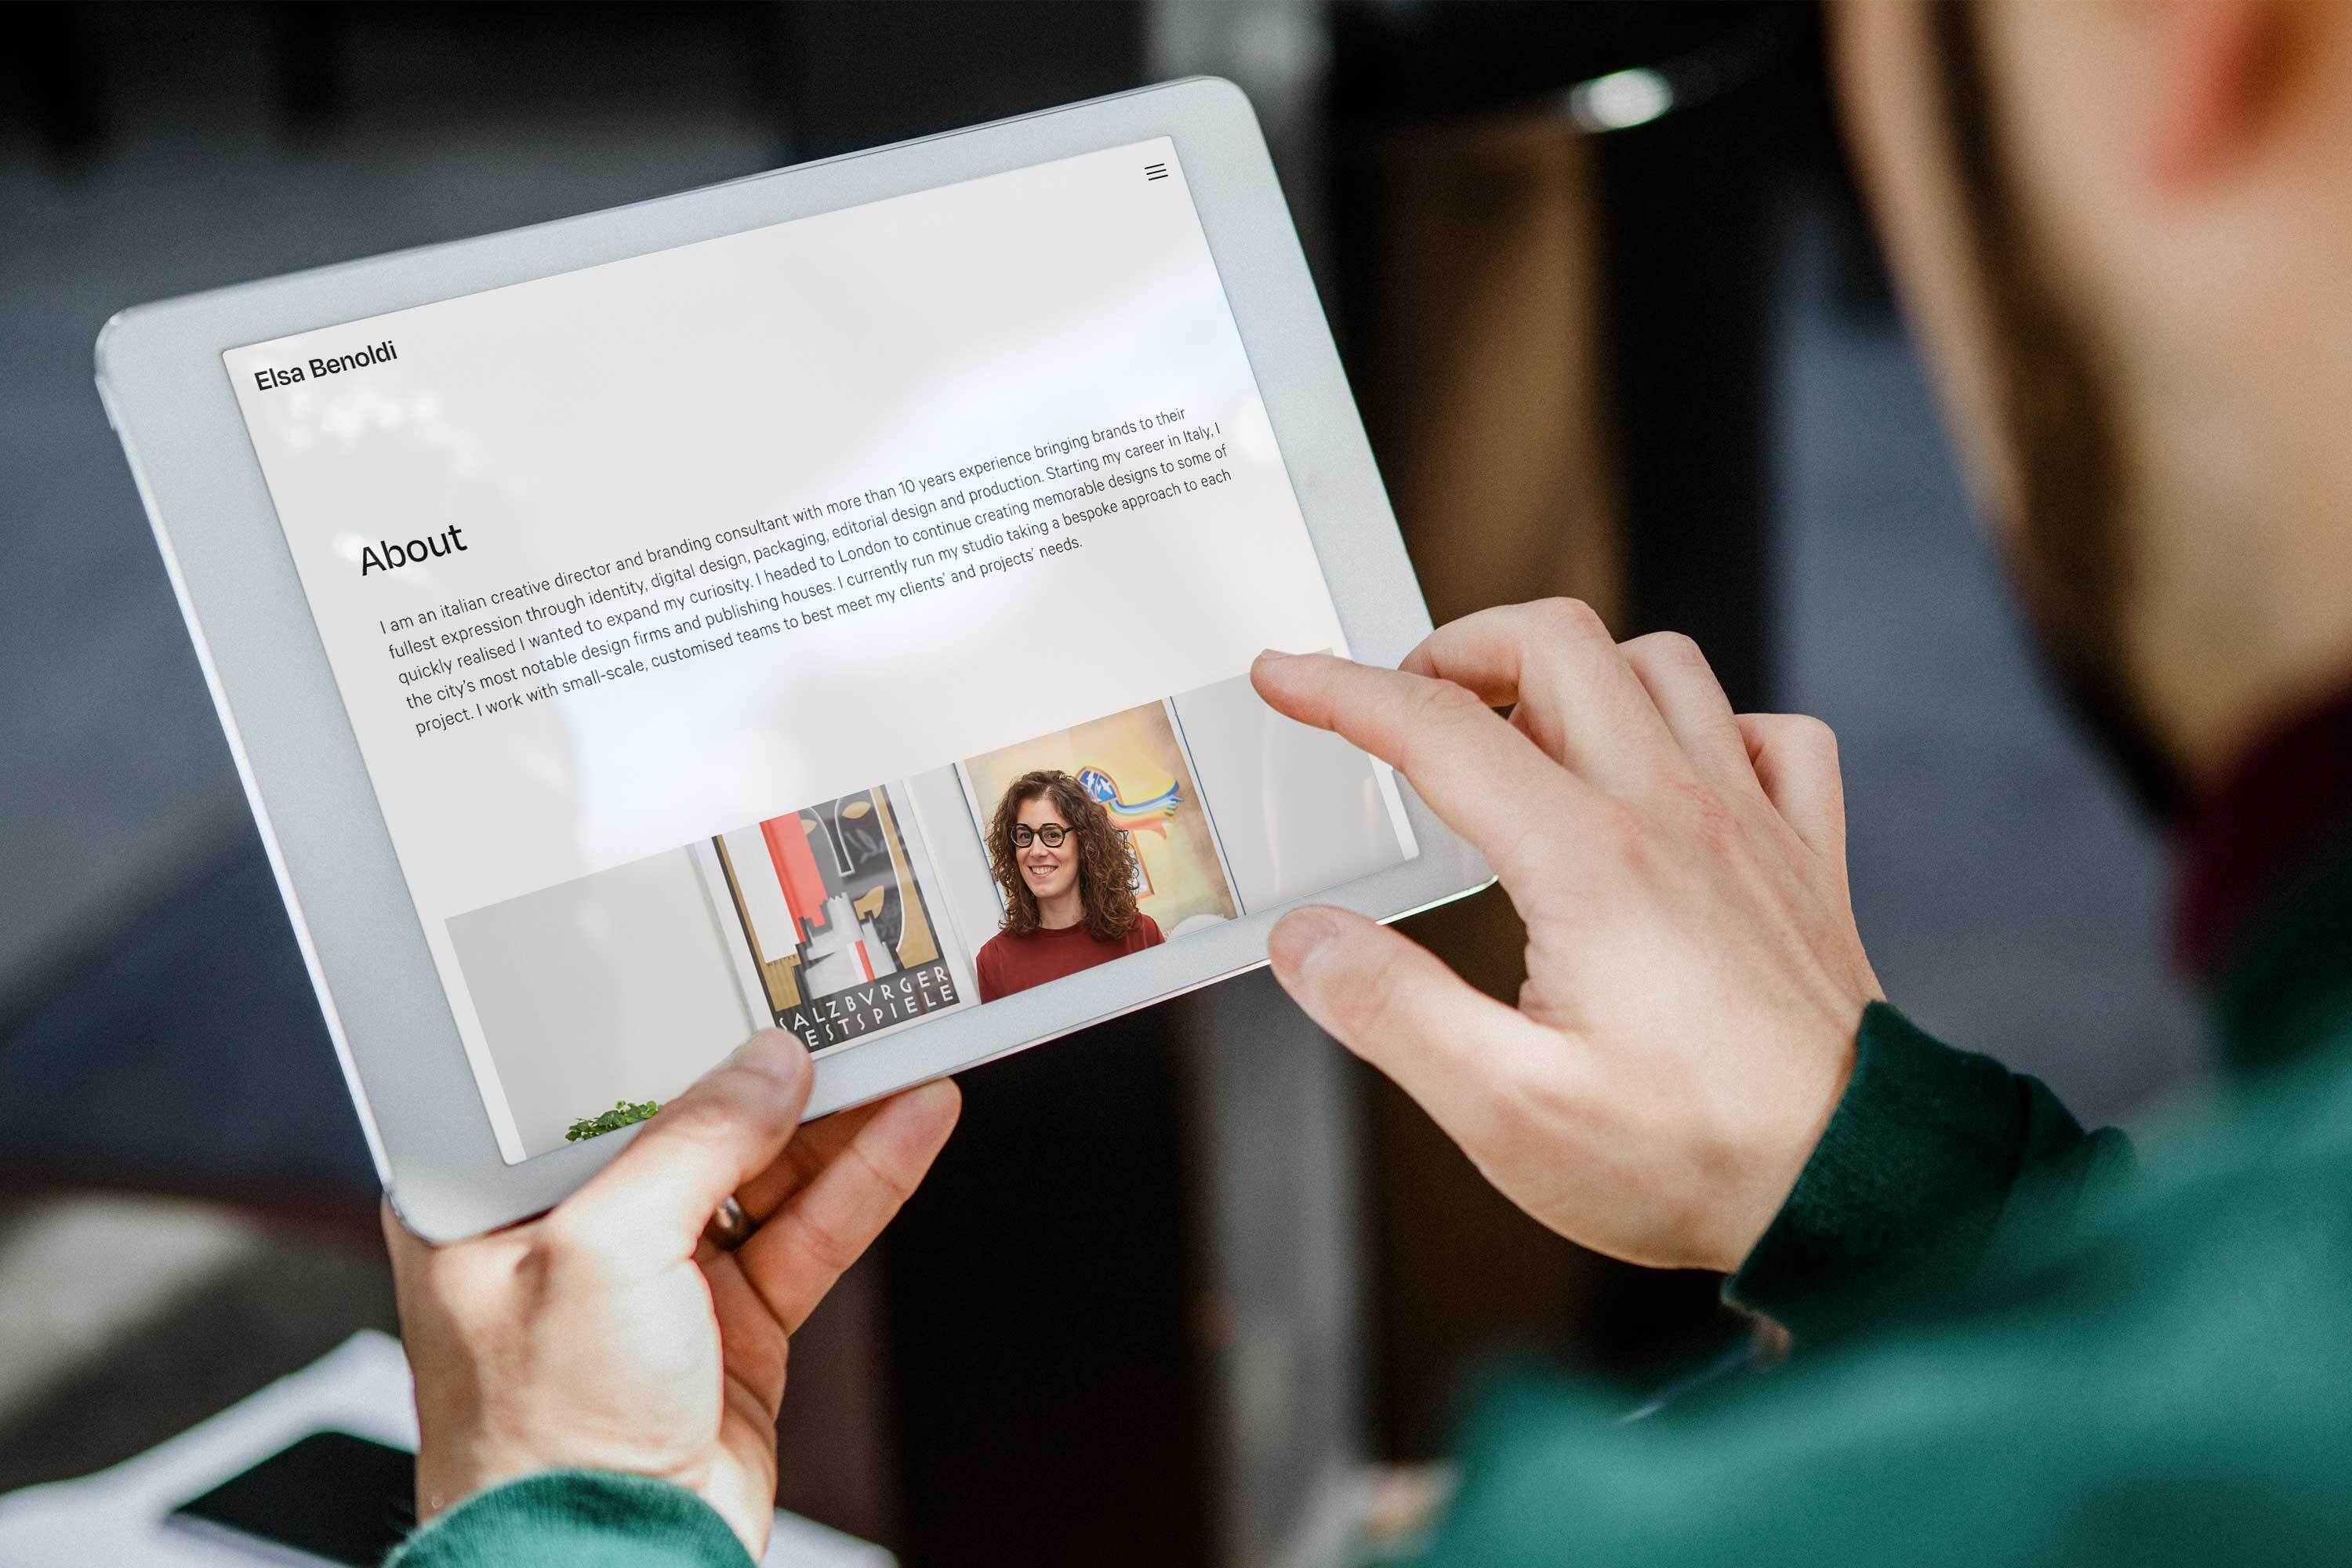 Elsa Benoldi
About
I am an italian creative director and branding consultant with more than 10 years experience bringing brands to their
fullest expression through identity, digital design, packaging, editorial design and production. Starting my career in Italy, I
quickly realised I wanted to expand my curiosity. I headed to London to continue creating memorable designs to some of
the city's most notable design firms and publishing houses. I currently run my studio taking a bespoke approach to each
project. I work with small-scale, customised teams to best meet my clients' and projects' needs.
SALZBVRGER
ESTSPIELE